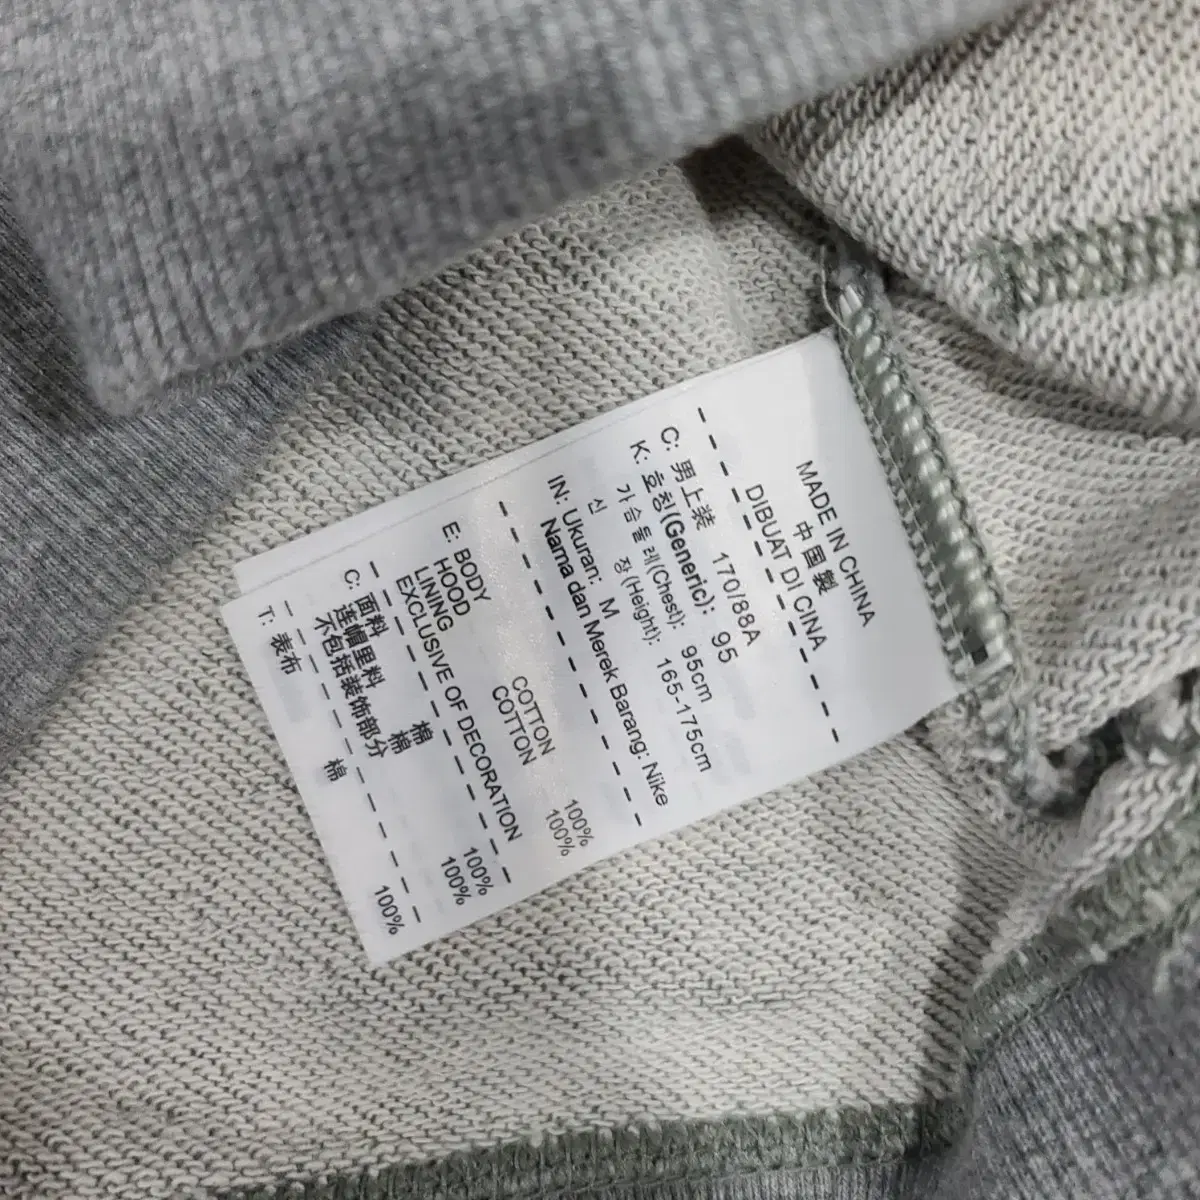 MADE IN CHINA
中国製
DIBUAT DI CINA
C: 男上装 170/88A
K: 호칭(Generic): 95
가슴둘레(Chest): 95cm
신 장(Height): 165-175cm
IN: Ukuran: M
Nama dan Merek Barang: Nike
E: BODY COTTON 100%
HOOD COTTON 100%
LINING
EXCLUSIVE OF DECORATION
C: 面料 棉 100%
连帽里料 棉 100%
不包括装饰部分
T: 表布 棉 100%